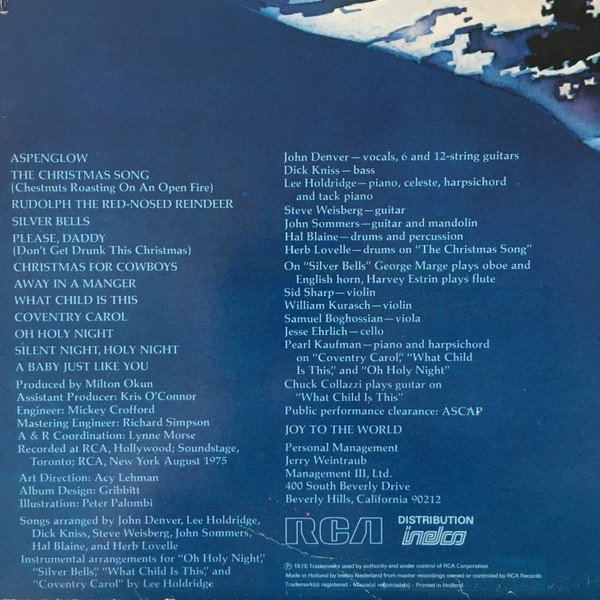 ASPENGLOW
THE CHRISTMAS SONG
(Chestnuts Roasting On An Open Fire)
RUDOLPH THE RED-NOSED REINDEER
SILVER BELLS
PLEASE, DADDY
(Don't Get Drunk This Christmas)
CHRISTMAS FOR COWBOYS
AWAY IN A MANGER
WHAT CHILD IS THIS
COVENTRY CAROL
OH HOLY NIGHT
SILENT NIGHT, HOLY NIGHT
A BABY JUST LIKE YOU
Produced by Milton Okun
Assistant Producer: Kris O'Connor
Engineer: Mickey Crofford
Mastering Engineer: Richard Simpson
A & R Coordination: Lynne Morse
Recorded at RCA, Hollywood; Soundstage,
Toronto; RCA, New York August 1975
Art Direction: Acy Lehman
Album Design: Gribbitt
Illustration: Peter Palombi
Songs arranged by John Denver, Lee Holdridge,
Dick Kniss, Steve Weisberg, John Sommers,
Hal Blaine, and Herb Lovelle
Instrumental arrangements for "Oh Holy Night",
"Silver Bells," "What Child Is This," and
"Coventry Carol" by Lee Holdridge
John Denver—vocals, 6 and 12-string guitars
Dick Kniss—bass
Lee Holdridge—piano, celeste, harpsichord
and tack piano
Steve Weisberg—guitar
John Sommers—guitar and mandolin
Hal Blaine—drums and percussion
Herb Lovelle—drums on "The Christmas Song"
On "Silver Bells" George Marge plays oboe and
English horn, Harvey Estrin plays flute
Sid Sharp—violin
William Kurasch—violin
Samuel Boghossian—viola
Jesse Ehrlich—cello
Pearl Kaufman—piano and harpsichord
on "Coventry Carol," "What Child
Is This," and "Oh Holy Night"
Chuck Collazzi plays guitar on
"What Child Is This"
Public performance clearance: ASCAP
JOY TO THE WORLD
Personal Management
Jerry Weintraub
Management III, Ltd.
400 South Beverly Drive
Beverly Hills, California 90212
RCA DISTRIBUTION
inelco
℗ 1975 Trademarks used by authority and under control of RCA Corporation
Made in Holland by Inelco Nederland from master recordings owned or controled by RCA Records
Trademark(s) registered - Marca(s) registrada(s) - Printed in Holland